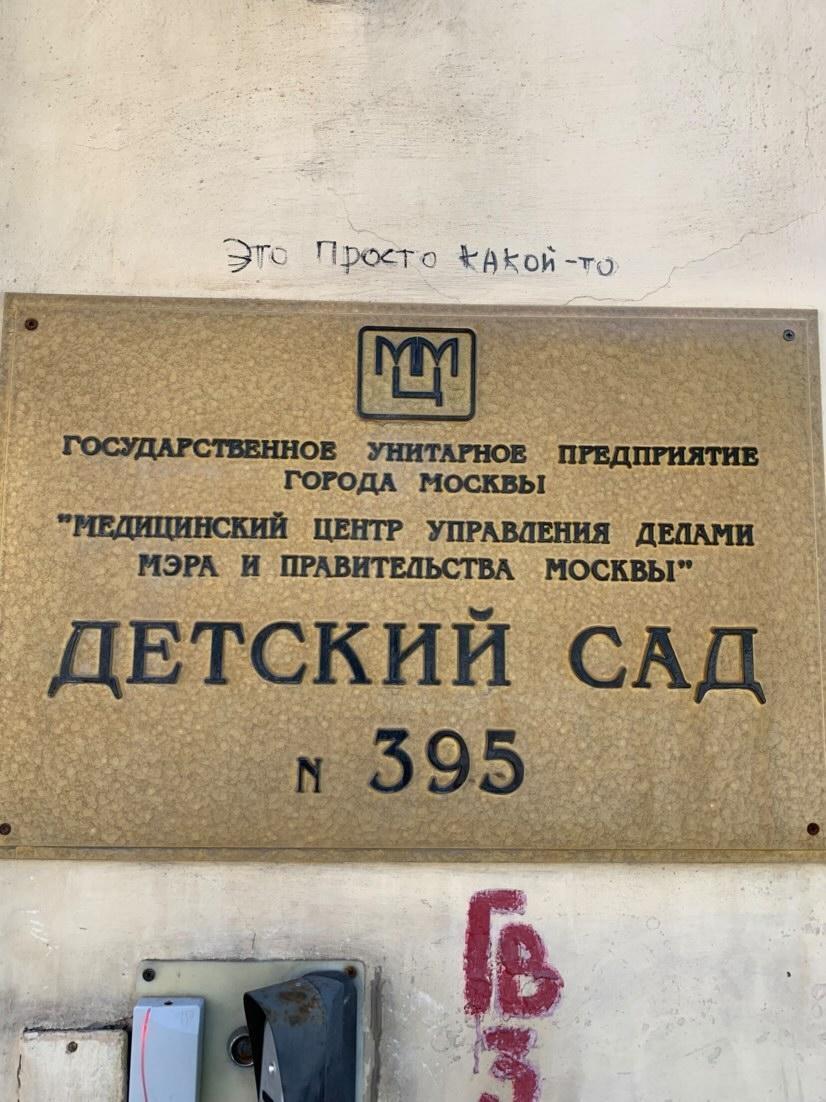 Это Просто какой-то
ММЦ
ГОСУДАРСТВЕННОЕ УНИТАРНОЕ ПРЕДПРИЯТИЕ
ГОРОДА МОСКВЫ
"МЕДИЦИНСКИЙ ЦЕНТР УПРАВЛЕНИЯ ДЕЛАМИ
МЭРА И ПРАВИТЕЛЬСТВА МОСКВЫ"
ДЕТСКИЙ САД
N 395
ГВ
3